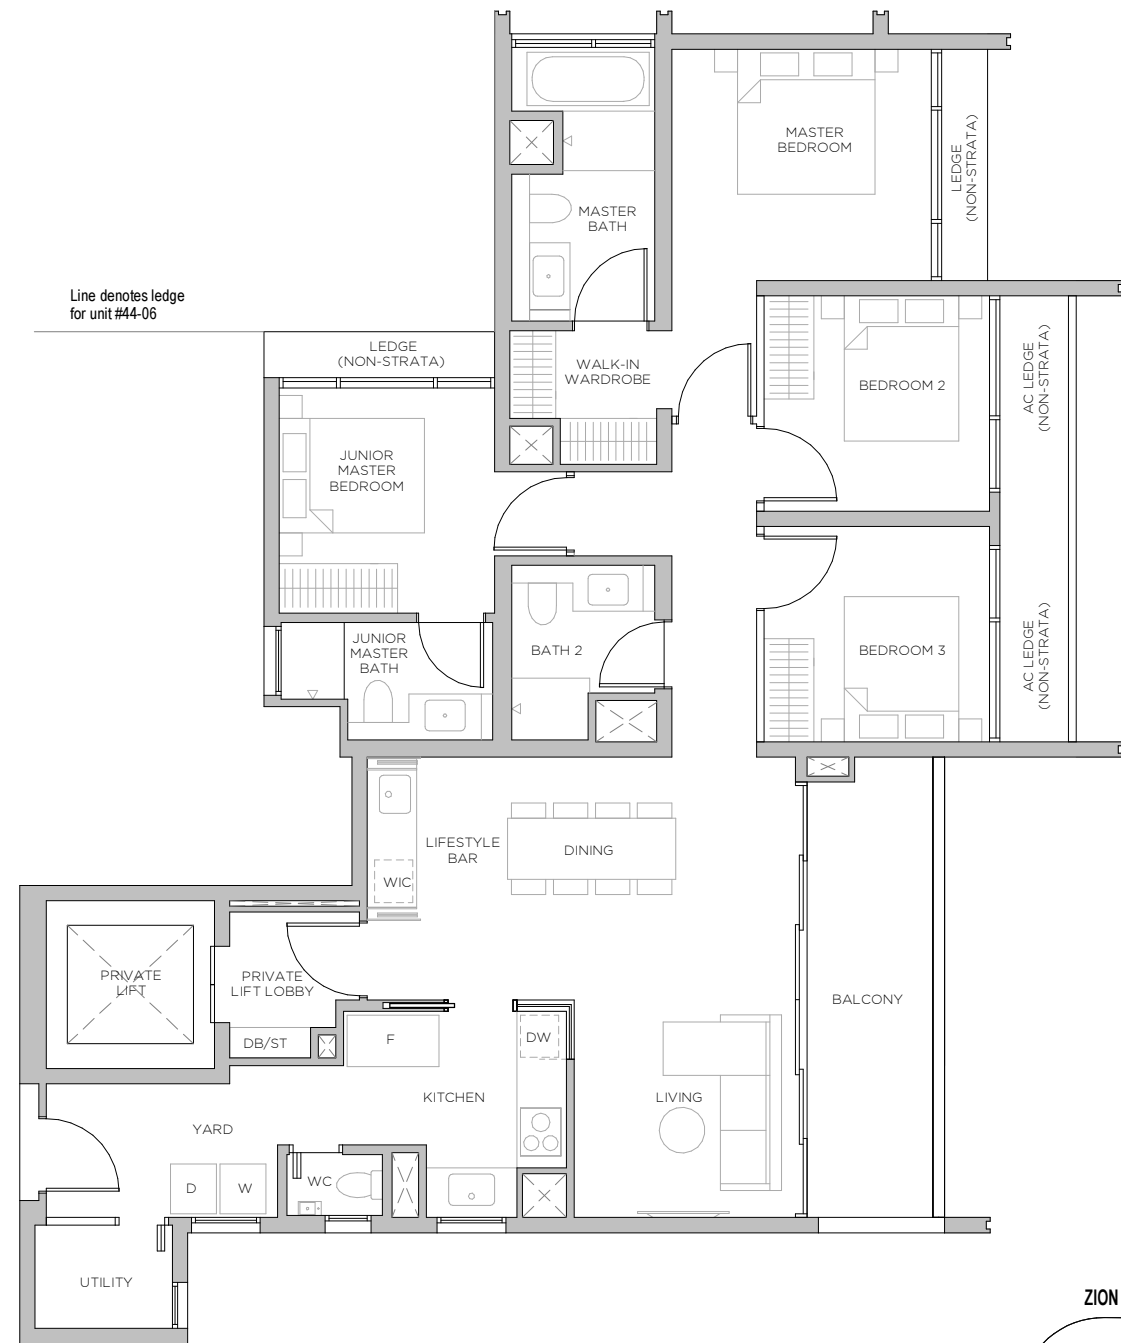 MASTER
BEDROOM
LEDGE
(NON-STRATA)
MASTER
BATH
Line denotes ledge
for unit #44-06
LEDGE
(NON-STRATA)
WALK-IN
WARDROBE
BEDROOM 2
AC LEDGE
(NON-STRATA)
JUNIOR
MASTER
BEDROOM
JUNIOR
MASTER
BATH
BATH 2
BEDROOM 3
AC LEDGE
(NON-STRATA)
LIFESTYLE
BAR
DINING
WIC
PRIVATE
LIFT
PRIVATE
LIFT LOBBY
BALCONY
DB/ST
F
DW
KITCHEN
LIVING
YARD
D
W
WC
UTILITY
ZION